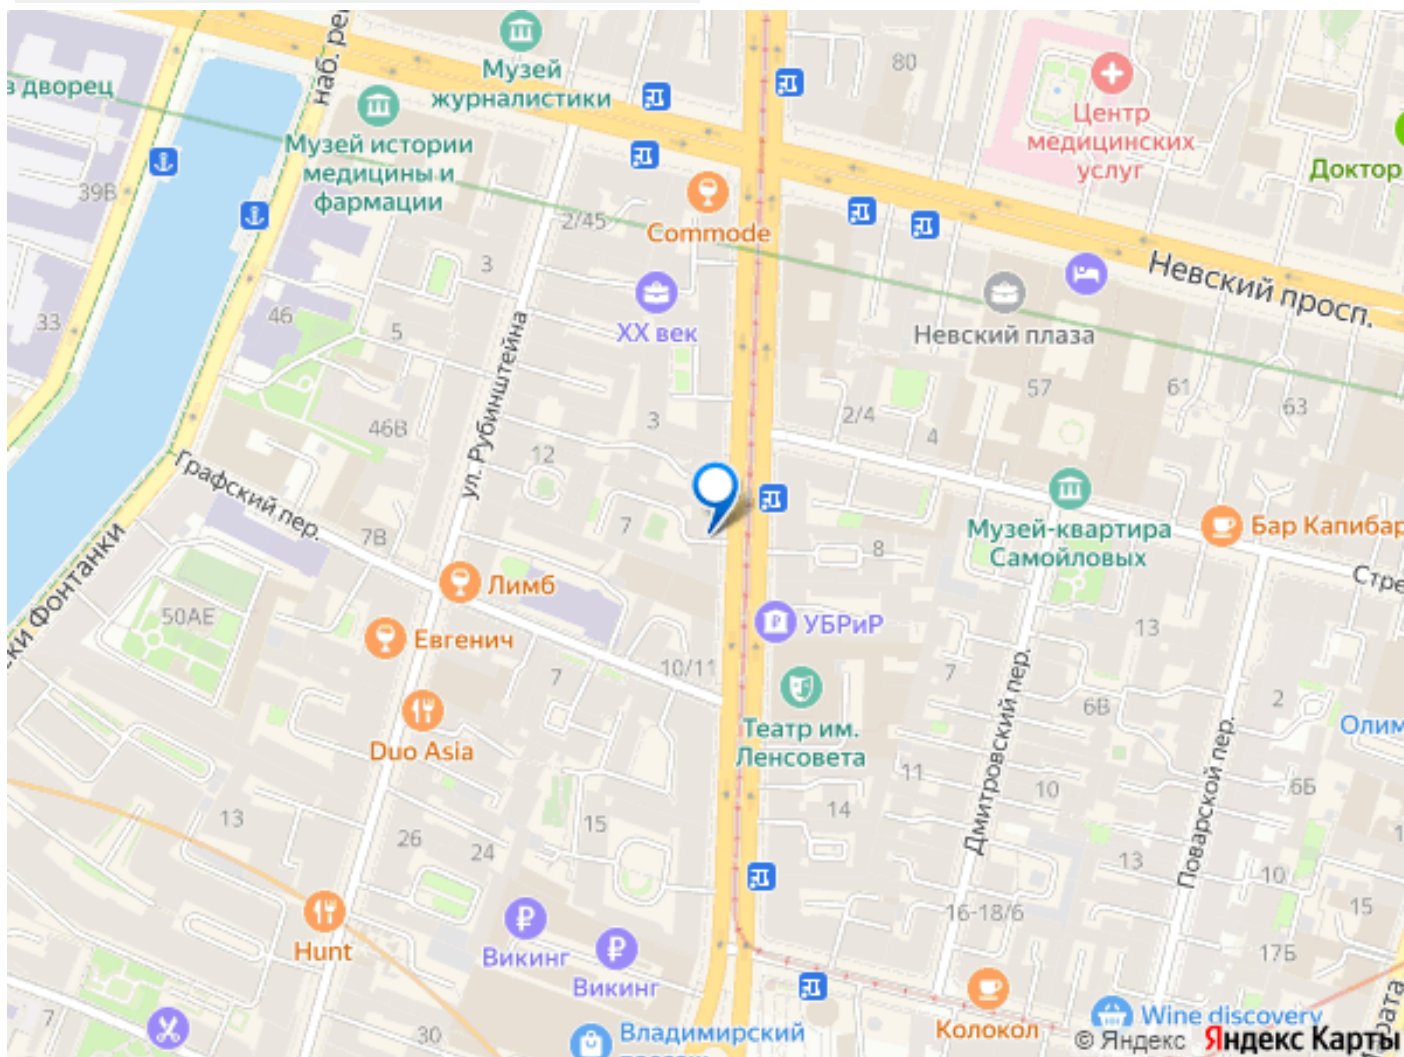 наб. ре
Музей
журналистики
80
Центр
медицинских
услуг
в дворец
Музей истории
медицины и
фармации
Доктор
39В
2/45
Commode
3
Невский просп.
33
46
5
XX век
Невский плаза
ул. Рубинштейна
57
61
63
46В
3
2/4
4
12
Графский пер.
Музей-квартира
Самойловых
Бар Капибар
7В
7
8
Стре
ски Фонтанки
Лимб
50АЕ
Евгенич
УБРиР
13
10/11
7
7
6В
2
Duo Asia
Театр им.
Ленсовета
Дмитровский пер.
Поварской пер.
Олим
11
10
6Б
13
26
24
15
14
13
10
15
16-18/6
17Б
Hunt
Викинг
Викинг
7
30
Владимирский
Колокол
Wine discovery
рата
© Яндекс Яндекс Карты